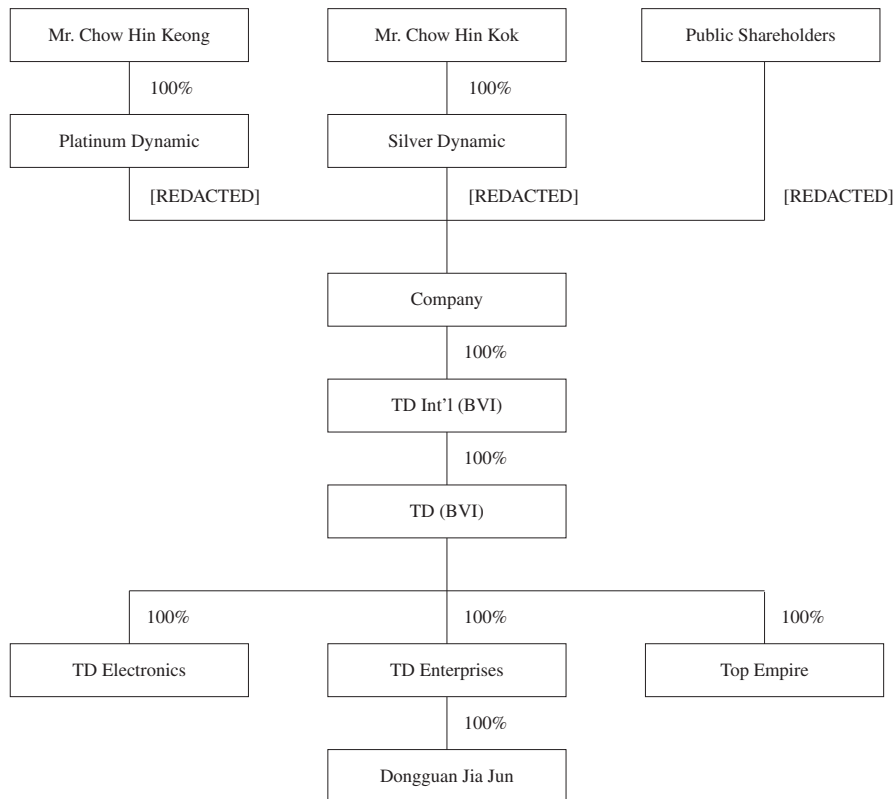 Mr. Chow Hin Keong
Mr. Chow Hin Kok
Public Shareholders
100%
100%
Platinum Dynamic
Silver Dynamic
[REDACTED]
[REDACTED]
[REDACTED]
Company
100%
TD Int'l (BVI)
100%
TD (BVI)
100%
100%
100%
TD Electronics
TD Enterprises
Top Empire
100%
Dongguan Jia Jun